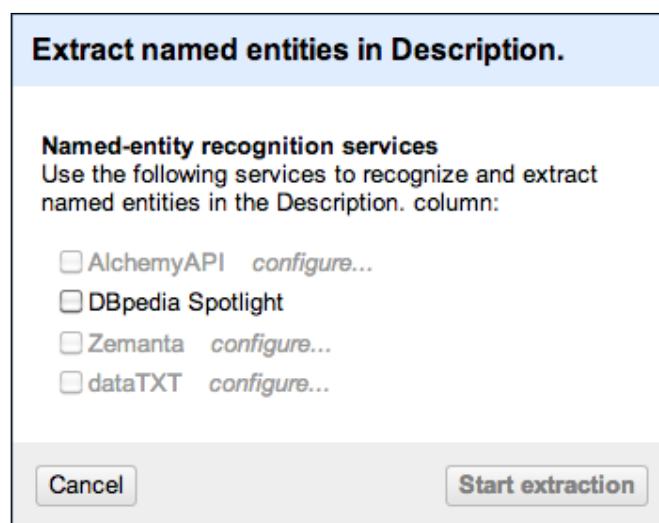 Extract named entities in Description.
Named-entity recognition services
Use the following services to recognize and extract
named entities in the Description. column:
AlchemyAPI configure...
DBpedia Spotlight
Zemanta configure...
dataTXT configure...
Cancel Start extraction